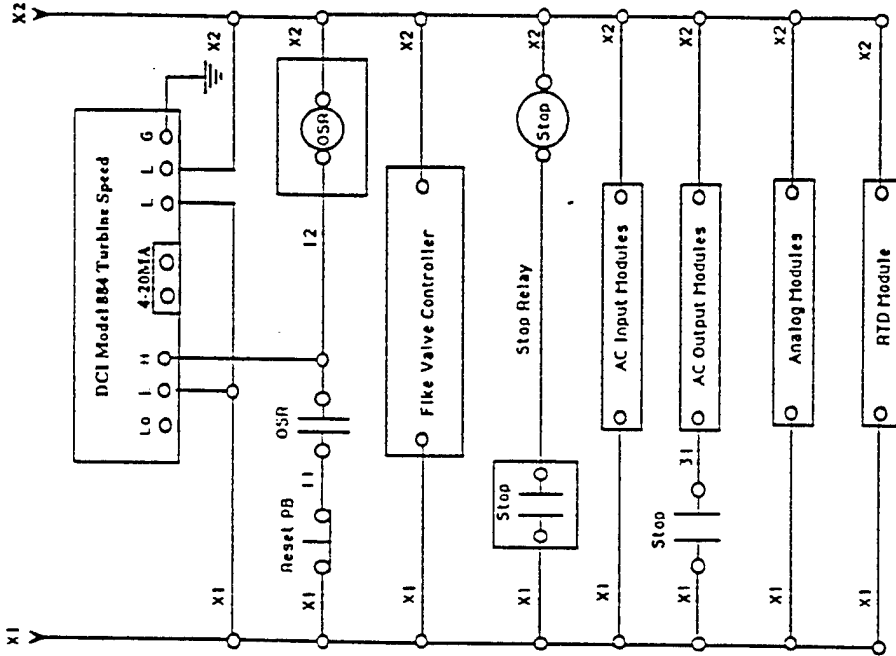 X1 X2
DCI Model 884 Turbine Speed
LO I H 4-20MA L L G
X1 X2
Reset PB OSR
X1 11 12 OSR X2
Fike Valve Controller
X1 X2
Stop Relay
Stop
X1 Stop X2
AC Input Modules
X1 X2
Stop
AC Output Modules
X1 31 X2
Analog Modules
X1 X2
RTD Module
X1 X2